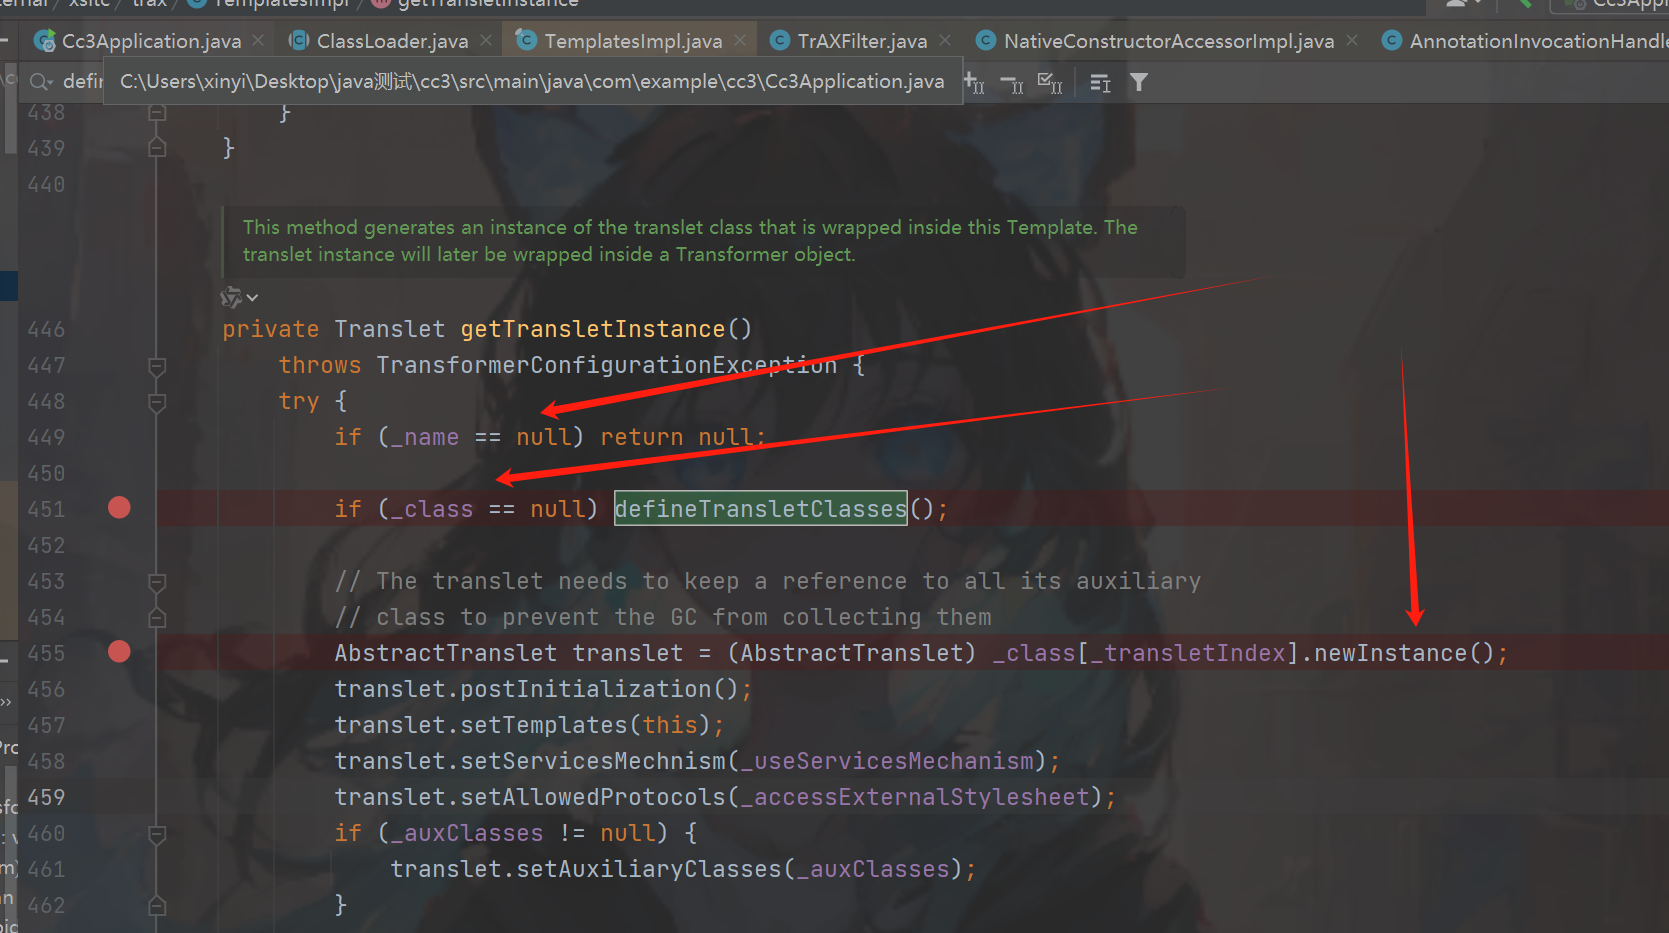 xsltc trax TemplatesImpl getTransletInstance
Cc3Application.java ClassLoader.java TemplatesImpl.java TrAXFilter.java NativeConstructorAccessorImpl.java
C:\Users\xinyi\Desktop\java测试\cc3\src\main\java\com\example\cc3\Cc3Application.java
438 }
439 }
440
This method generates an instance of the translet class that is wrapped inside this Template. The
translet instance will later be wrapped inside a Transformer object.
446 private Translet getTransletInstance()
447 throws TransformerConfigurationException {
448 try {
449 if (_name == null) return null;
450
451 if (_class == null) defineTransletClasses();
452
453 // The translet needs to keep a reference to all its auxiliary
454 // class to prevent the GC from collecting them
455 AbstractTranslet translet = (AbstractTranslet) _class[_transletIndex].newInstance();
456 translet.postInitialization();
457 translet.setTemplates(this);
458 translet.setServicesMechnism(_useServicesMechanism);
459 translet.setAllowedProtocols(_accessExternalStylesheet);
460 if (_auxClasses != null) {
461 translet.setAuxiliaryClasses(_auxClasses);
462 }